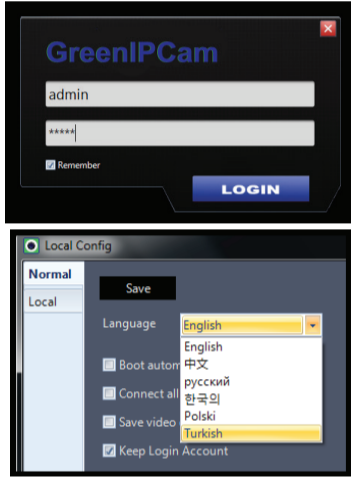 GreenIPCam
admin
*****
Remember
LOGIN
Local Config
Normal
Local
Save
Language
English
English
中文
русский
한국의
Polski
Turkish
Boot autom
Connect all
Save video
Keep Login Account